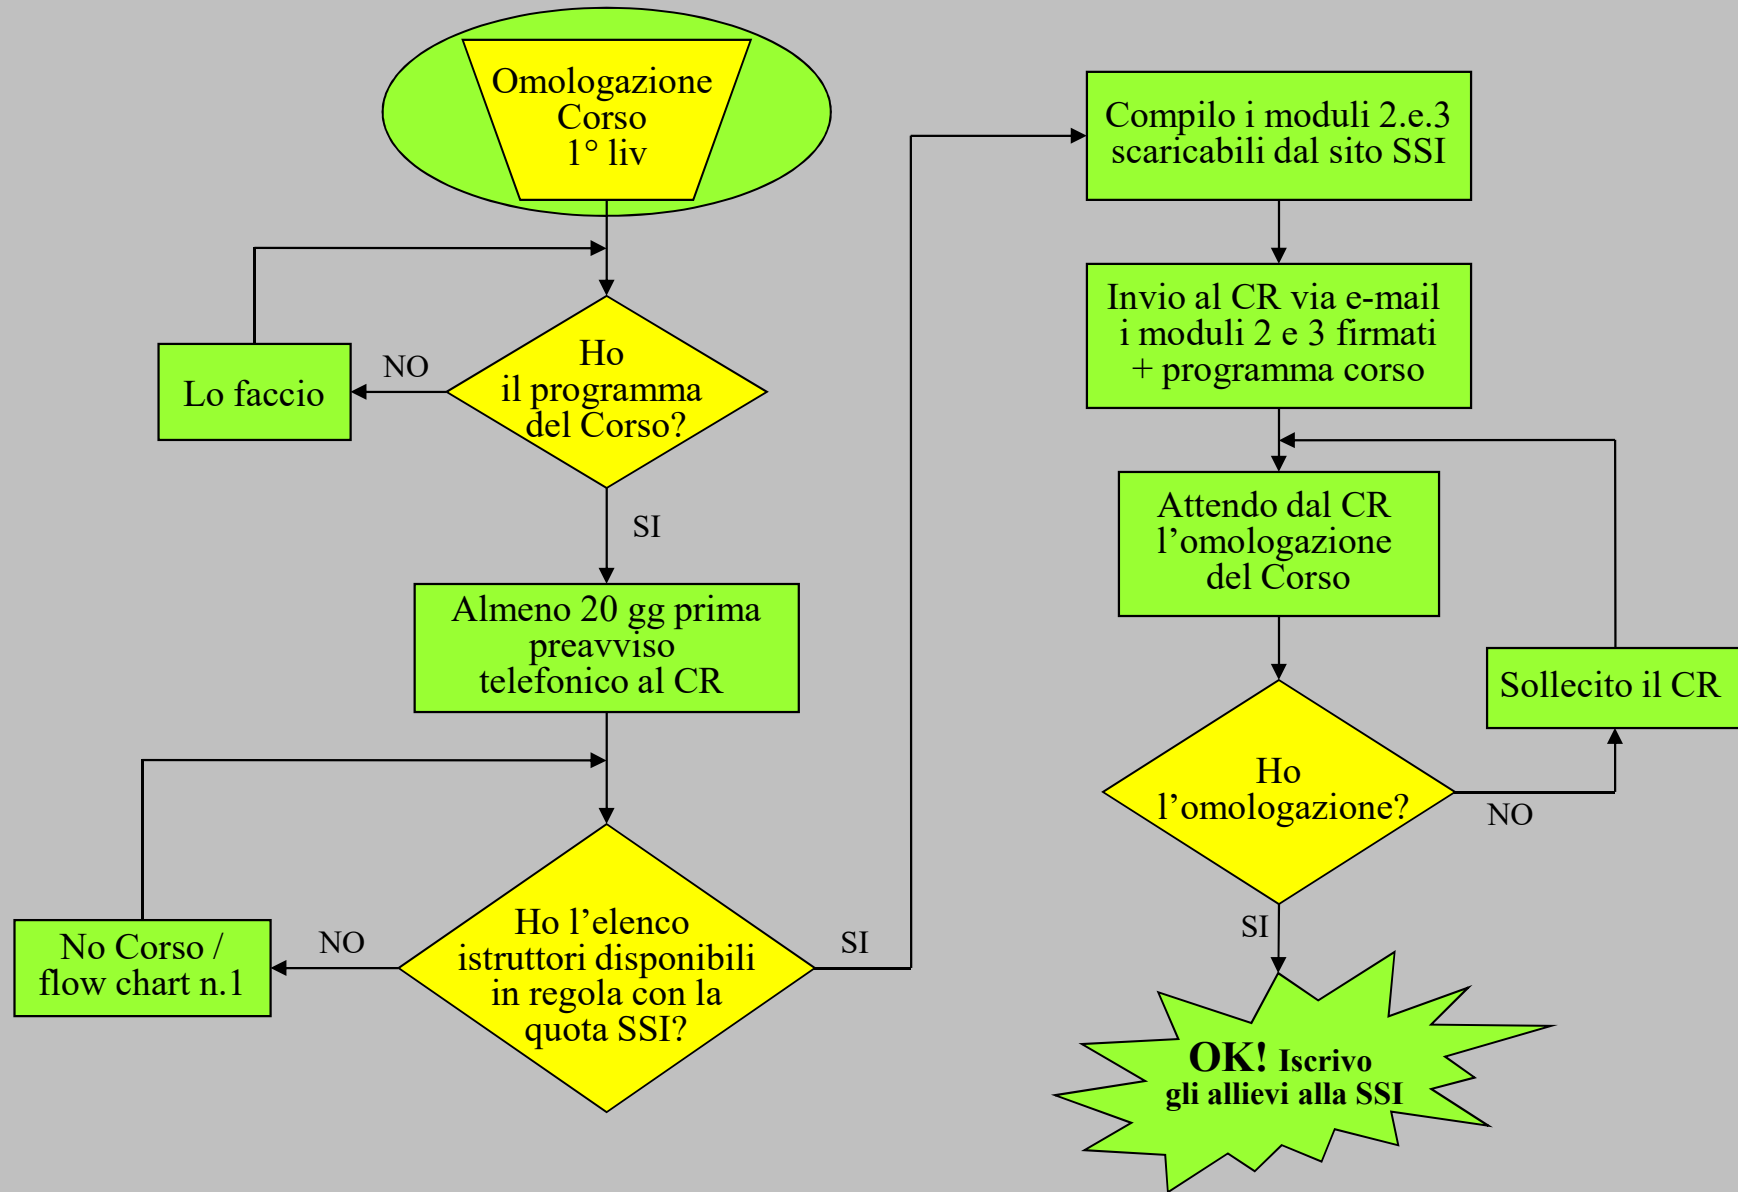 Omologazione
Corso
1° liv
Ho
il programma
del Corso?
NO
Lo faccio
SI
Almeno 20 gg prima
preavviso
telefonico al CR
Ho l’elenco
istruttori disponibili
in regola con la
quota SSI?
NO
No Corso /
flow chart n.1
SI
Compilo i moduli 2.e.3
scaricabili dal sito SSI
Invio al CR via e-mail
i moduli 2 e 3 firmati
+ programma corso
Attendo dal CR
l’omologazione
del Corso
Ho
l’omologazione?
NO
Sollecito il CR
SI
OK! Iscrivo
gli allievi alla SSI